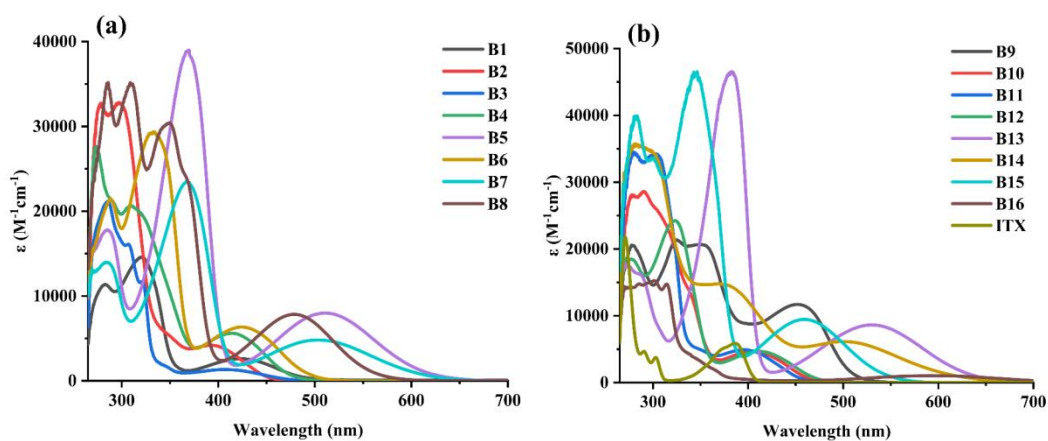 (a)
40000
30000
20000
10000
0
ε (M⁻¹cm⁻¹)
300
400
500
600
700
Wavelength (nm)
B1
B2
B3
B4
B5
B6
B7
B8
(b)
50000
40000
30000
20000
10000
0
ε (M⁻¹cm⁻¹)
300
400
500
600
700
Wavelength (nm)
B9
B10
B11
B12
B13
B14
B15
B16
ITX